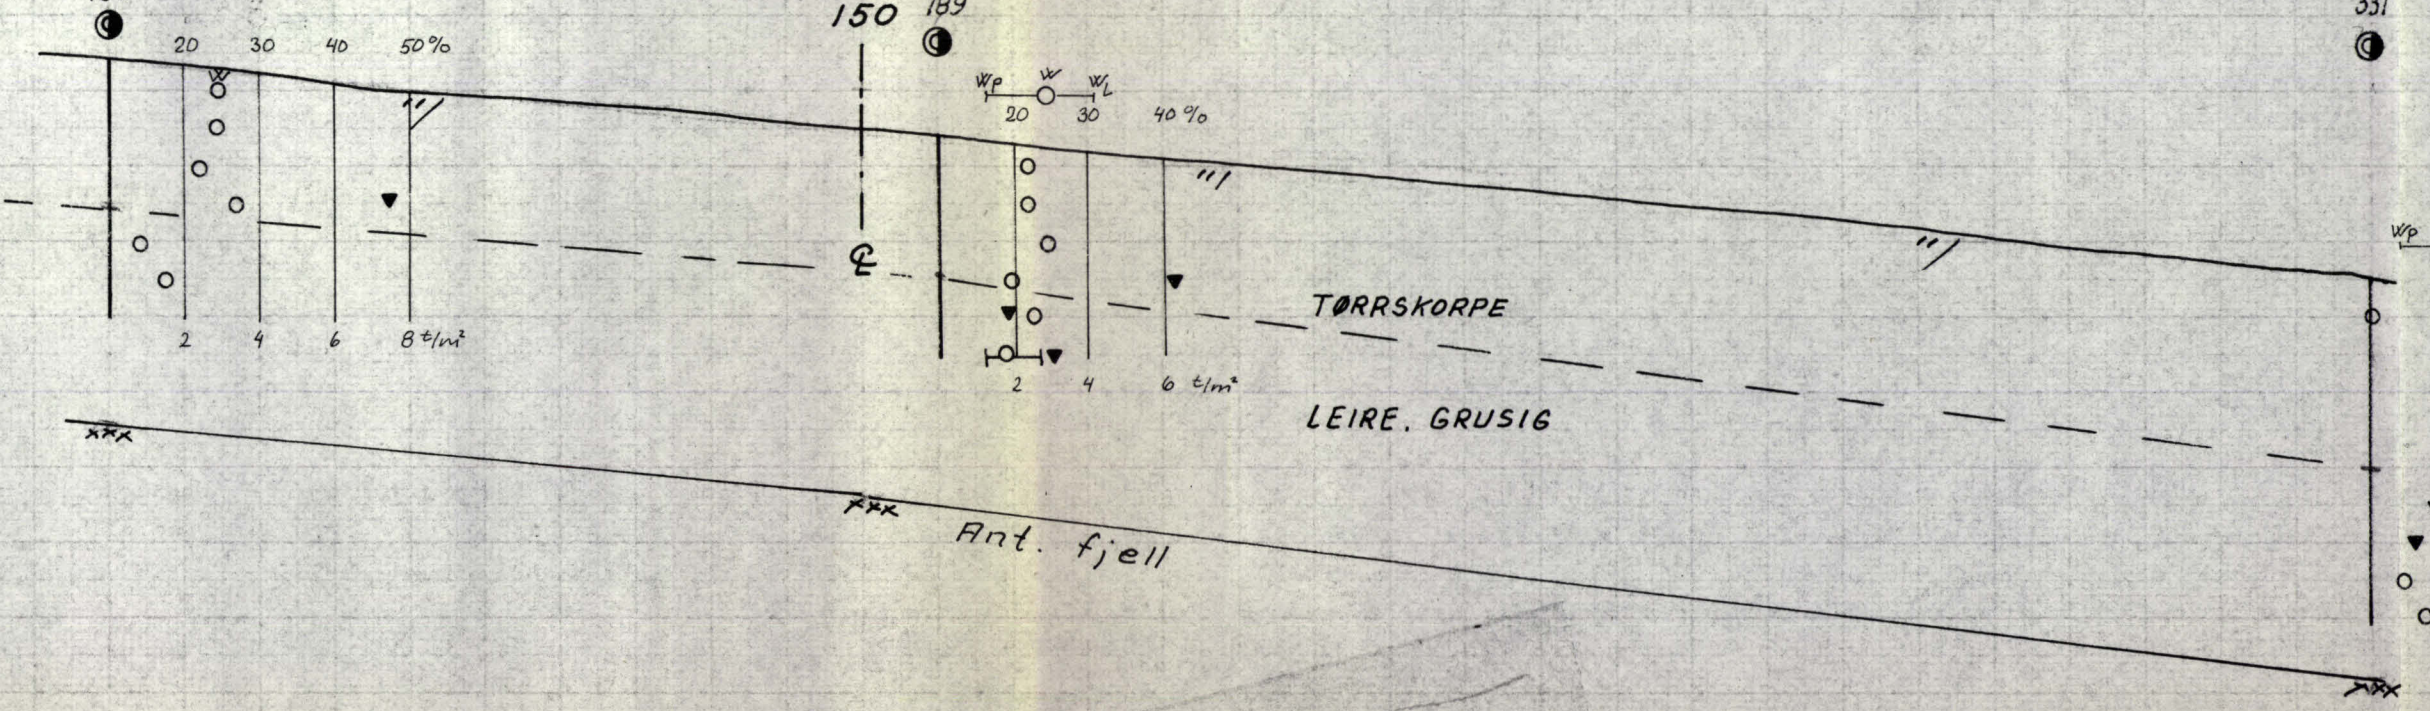 150 189 331
20 30 40 50%
W
Wp W WL
20 30 40 %
Wp
℄
TØRRSKORPE
2 4 6 8 t/m²
2 4 6 t/m²
LEIRE. GRUSIG
Ant. fjell